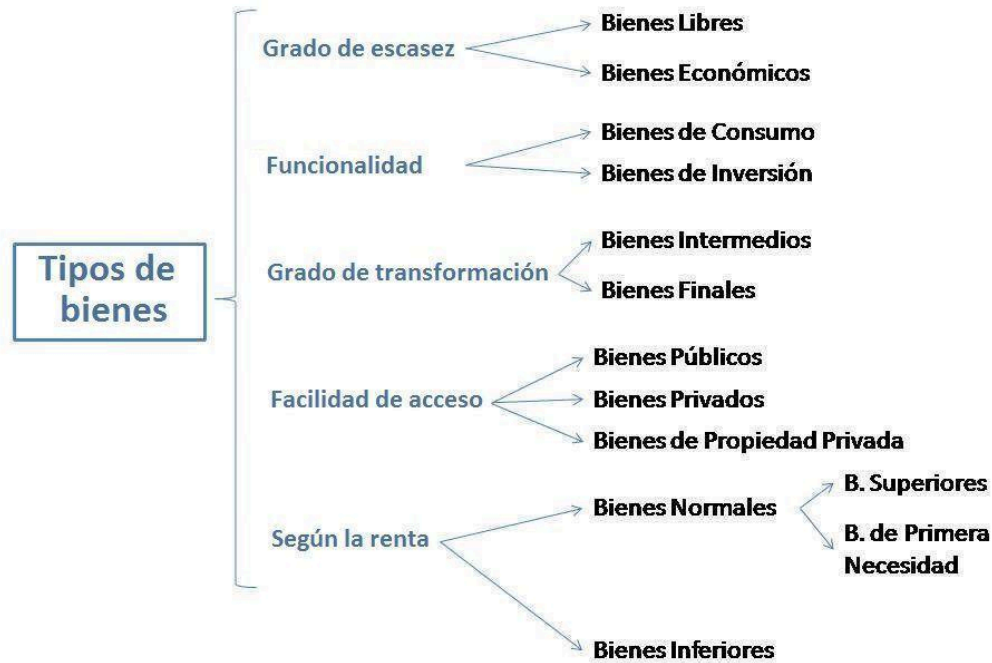 Tipos de
bienes
Grado de escasez
Bienes Libres
Bienes Económicos
Funcionalidad
Bienes de Consumo
Bienes de Inversión
Grado de transformación
Bienes Intermedios
Bienes Finales
Facilidad de acceso
Bienes Públicos
Bienes Privados
Bienes de Propiedad Privada
Según la renta
Bienes Normales
B. Superiores
B. de Primera
Necesidad
Bienes Inferiores